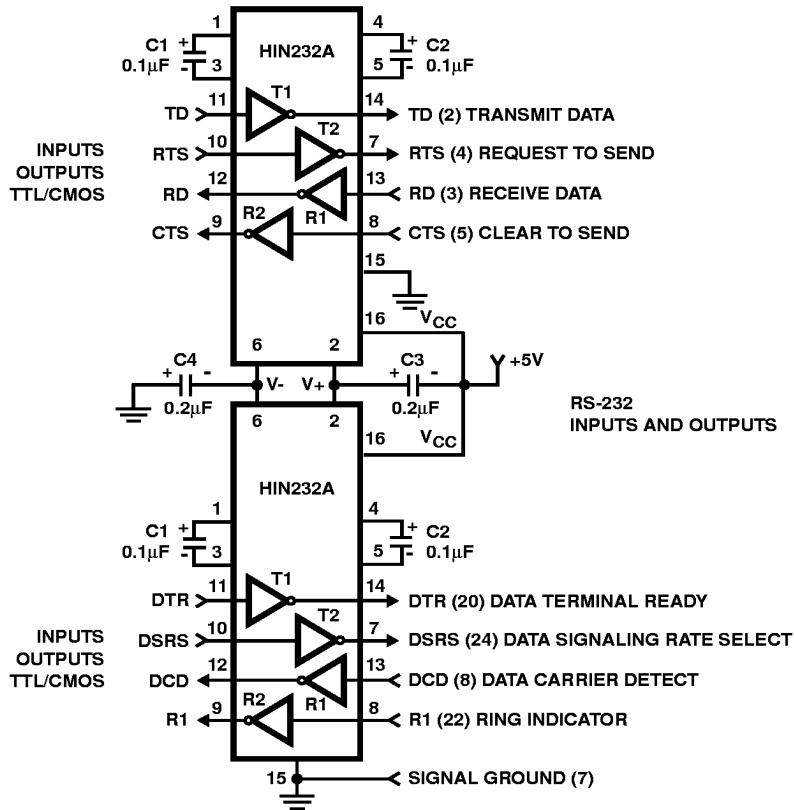 1 HIN232A 4
C1 + + C2
0.1µF - 3 5 - 0.1µF
TD 11 T1 14 TD (2) TRANSMIT DATA
INPUTS
OUTPUTS
TTL/CMOS
RTS 10 T2 7 RTS (4) REQUEST TO SEND
RD 12 R1 13 RD (3) RECEIVE DATA
CTS 9 R2 8 CTS (5) CLEAR TO SEND
15
16 VCC
6 2
+ C4 - V- V+ + C3 - +5V
0.2µF 0.2µF
RS-232
INPUTS AND OUTPUTS
6 2
16 VCC
HIN232A
1 4
C1 + + C2
0.1µF - 3 5 - 0.1µF
DTR 11 T1 14 DTR (20) DATA TERMINAL READY
INPUTS
OUTPUTS
TTL/CMOS
DSRS 10 T2 7 DSRS (24) DATA SIGNALING RATE SELECT
DCD 12 R1 13 DCD (8) DATA CARRIER DETECT
R1 9 R2 8 R1 (22) RING INDICATOR
15 SIGNAL GROUND (7)